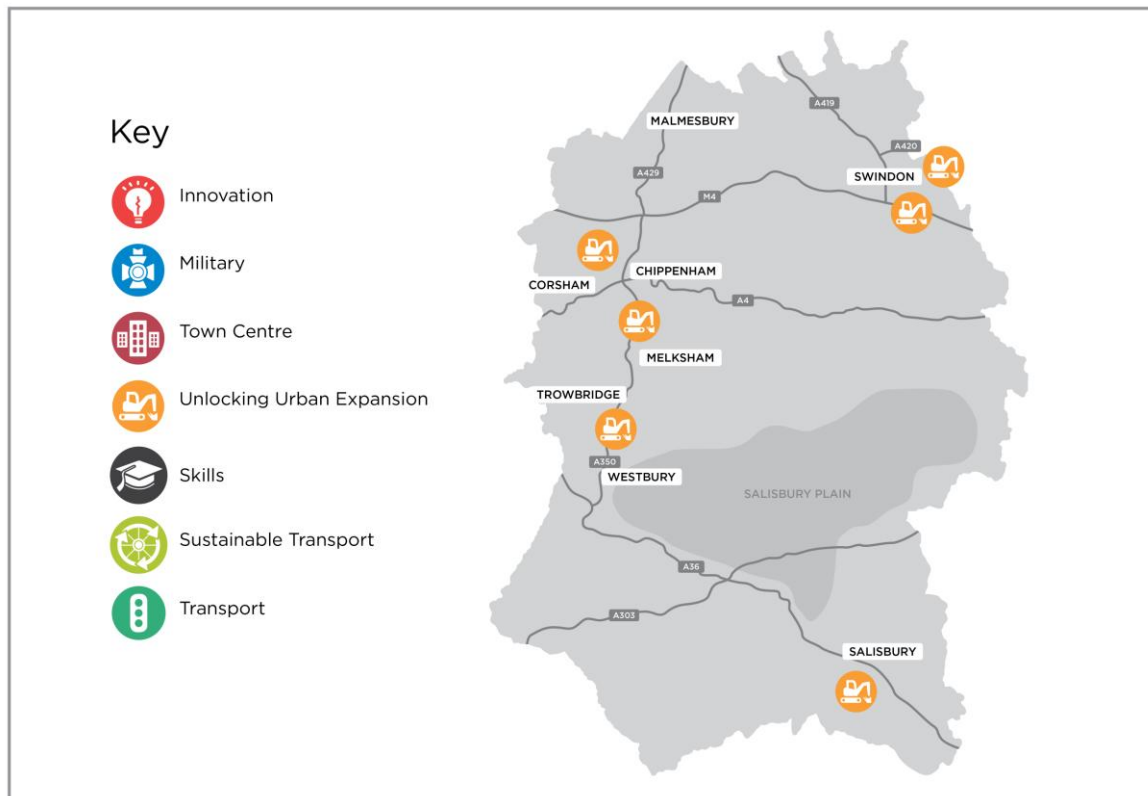 Key
Innovation
Military
Town Centre
Unlocking Urban Expansion
Skills
Sustainable Transport
Transport
A419
MALMESBURY
A420
A429
SWINDON
M4
CHIPPENHAM
CORSHAM
A4
MELKSHAM
TROWBRIDGE
A350
WESTBURY
SALISBURY PLAIN
A36
A303
SALISBURY